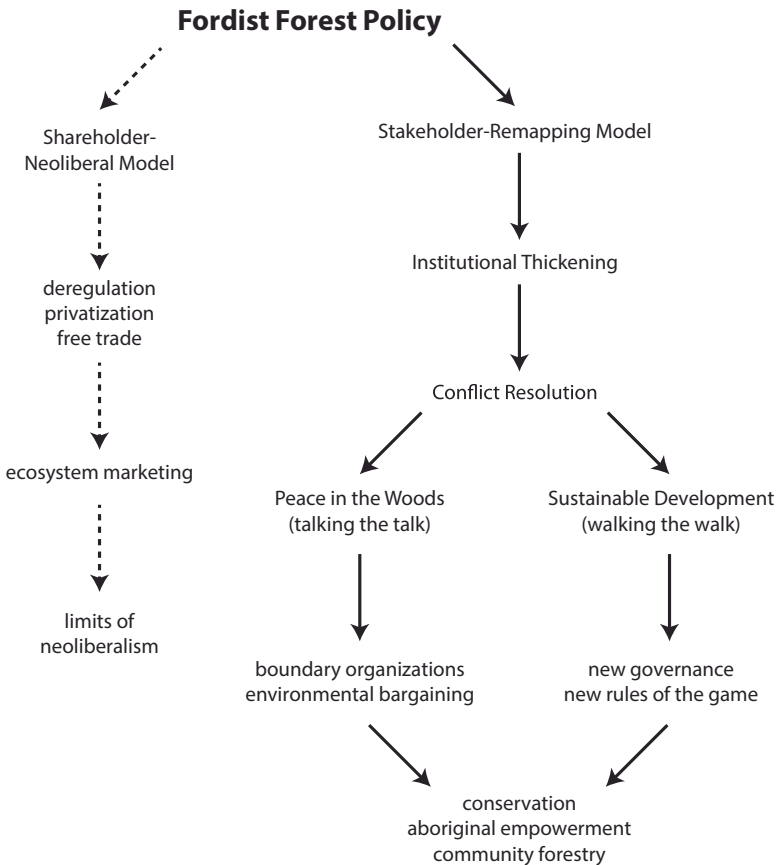 Fordist Forest Policy
Shareholder-
Neoliberal Model
deregulation
privatization
free trade
ecosystem marketing
limits of
neoliberalism
Stakeholder-Remapping Model
Institutional Thickening
Conflict Resolution
Peace in the Woods
(talking the talk)
boundary organizations
environmental bargaining
Sustainable Development
(walking the walk)
new governance
new rules of the game
conservation
aboriginal empowerment
community forestry